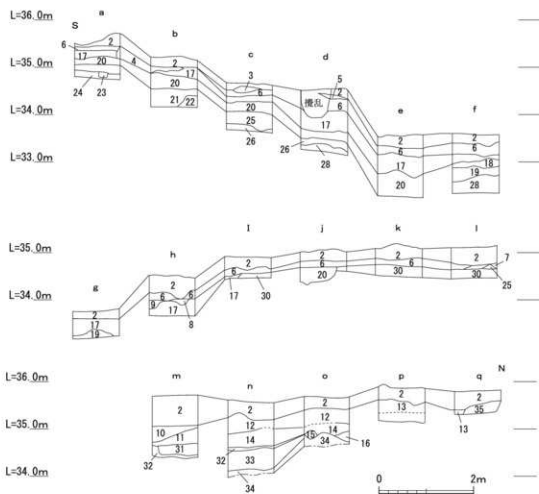 L=36.0m
S
a
2
6
17
20
24
23
4
b
2
17
20
21 22
c
3
6
20
25
26
d
5
2
撹乱
6
17
26
28
e
2
6
17
20
f
2
6
18
19
28
L=35.0m
L=34.0m
L=33.0m
L=35.0m
L=34.0m
g
2
17
19
h
2
6 6
9
17
8
I
2
6
17
30
j
2
6
20
k
2
6
30
l
2
7
30
25
L=36.0m
L=35.0m
L=34.0m
m
2
10
11
31
32
n
2
12
14
32
33
34
o
2
12
14
15
34
16
p
2
13
q
N
2
35
13
0 2m